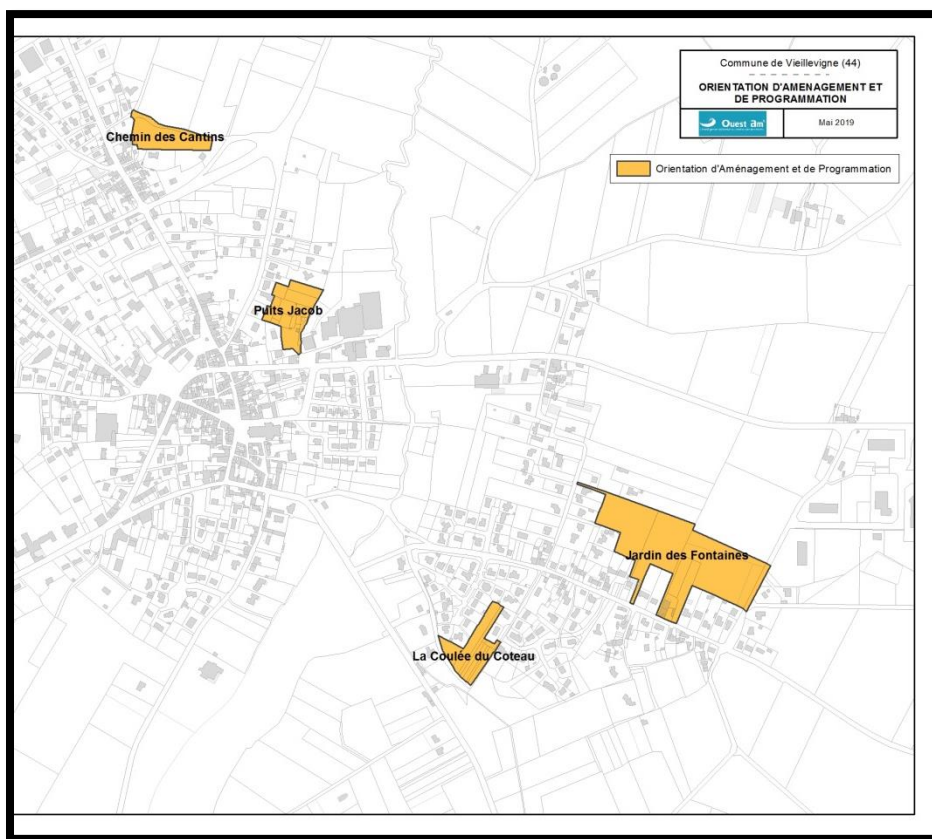 Commune de Vieillevigne (44)
ORIENTATION D'AMENAGEMENT ET
DE PROGRAMMATION
Ouest am'
Mai 2019
Orientation d'Aménagement et de Programmation
Chemin des Cantins
Puits Jacob
Jardin des Fontaines
La Coulée du Coteau